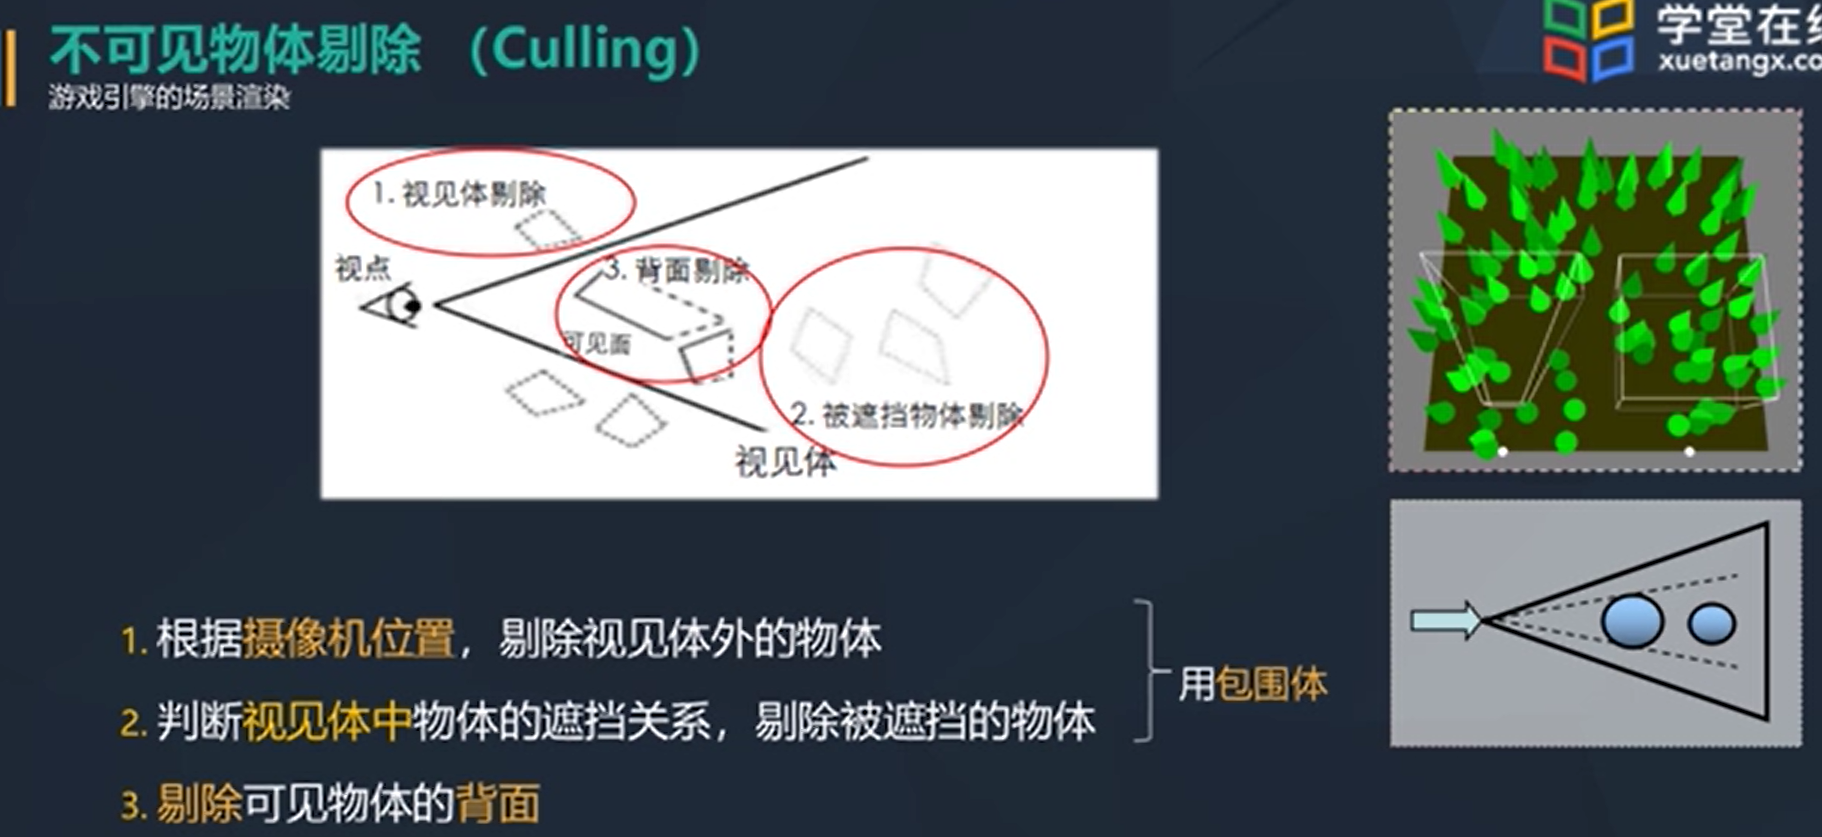 不可见物体剔除 （Culling）
游戏引擎的场景渲染
学堂在
xuetangx.co
1. 视见体剔除
视点
3. 背面剔除
可见面
2. 被遮挡物体剔除
视见体
1. 根据摄像机位置，剔除视见体外的物体
2. 判断视见体中物体的遮挡关系，剔除被遮挡的物体
用包围体
3. 剔除可见物体的背面